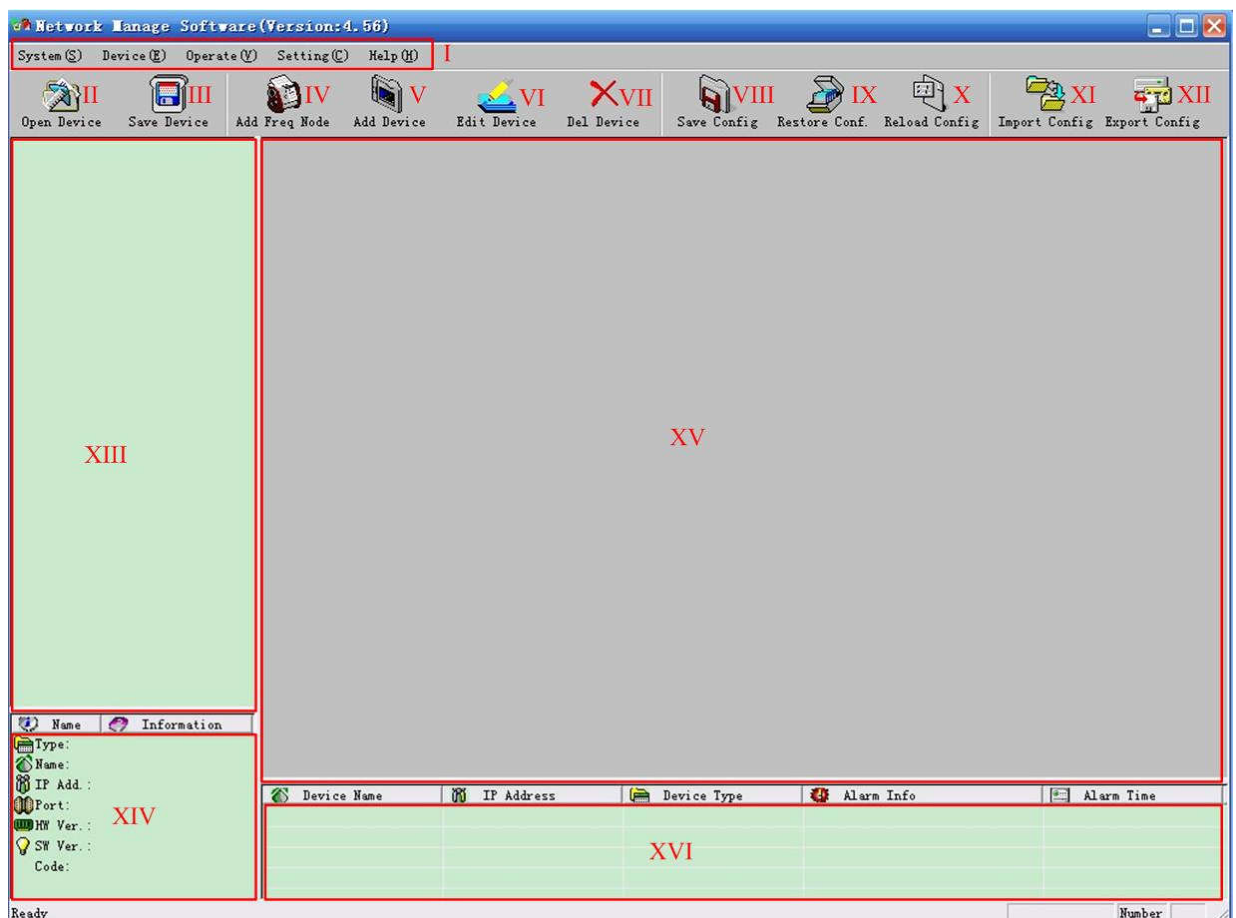 Network Manage Software(Version:4.56)
System(S) Device(E) Operate(V) Setting(C) Help(H) I
II III IV V VI VII VIII IX X XI XII
Open Device Save Device Add Freq Node Add Device Edit Device Del Device Save Config Restore Conf. Reload Config Import Config Export Config
XIII
XV
Name Information
Type:
Name:
IP Add.:
Port:
HW Ver.:
SW Ver.:
Code:
XIV
Device Name IP Address Device Type Alarm Info Alarm Time
XVI
Ready Number